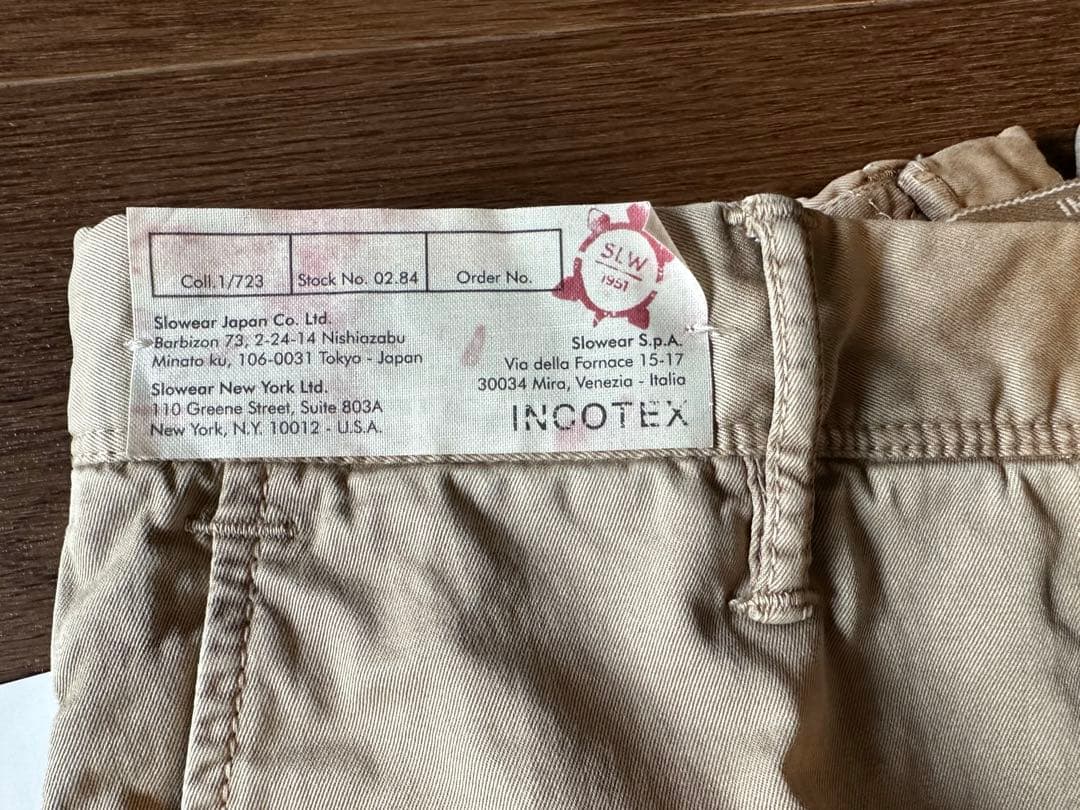 Coll.1/723
Stock No. 02.84
Order No.
SLW
1951
Slowear Japan Co. Ltd.
Barbizon 73, 2-24-14 Nishiazabu
Minato ku, 106-0031 Tokyo - Japan
Slowear New York Ltd.
110 Greene Street, Suite 803A
New York, N.Y. 10012 - U.S.A.
Slowear S.p.A.
Via della Fornace 15-17
30034 Mira, Venezia - Italia
INCOTEX